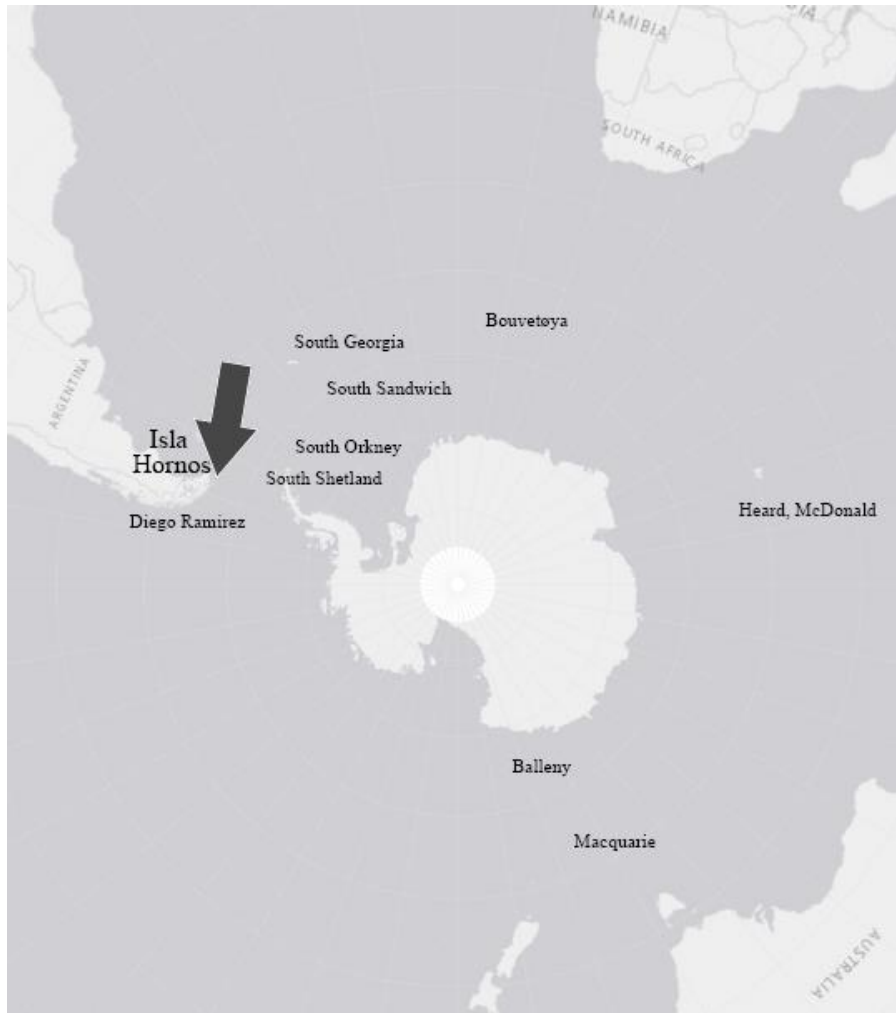 NAMIBIA
SOUTH AFRICA
Bouvetøya
South Georgia
South Sandwich
ARGENTINA
Isla
Hornos
South Orkney
South Shetland
Heard, McDonald
Diego Ramirez
Balleny
Macquarie
AUSTRALIA